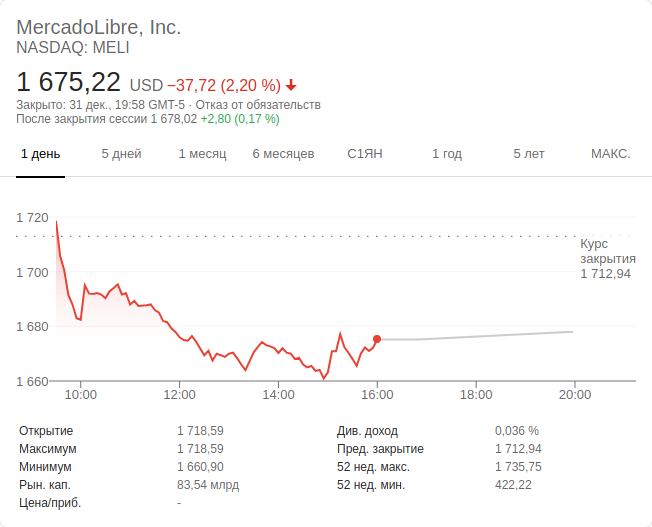 MercadoLibre, Inc.
NASDAQ: MELI
1 675,22 USD −37,72 (2,20 %)
Закрыто: 31 дек., 19:58 GMT-5 · Отказ от обязательств
После закрытия сессии 1 678,02 +2,80 (0,17 %)
1 день 5 дней 1 месяц 6 месяцев С1ЯН 1 год 5 лет МАКС.
1 720
Курс
закрытия
1 712,94
1 700
1 680
1 660
10:00 12:00 14:00 16:00 18:00 20:00
Открытие 1 718,59 Див. доход 0,036 %
Максимум 1 718,59 Пред. закрытие 1 712,94
Минимум 1 660,90 52 нед. макс. 1 735,75
Рын. кап. 83,54 млрд 52 нед. мин. 422,22
Цена/приб. -